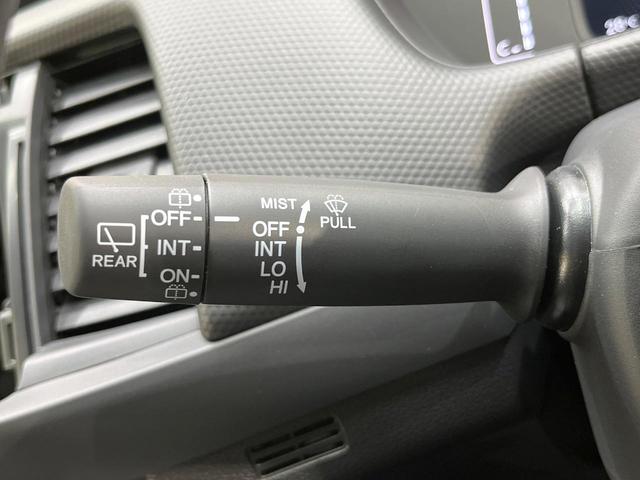 REAR
OFF
INT
ON
MIST
OFF
INT
LO
HI
PULL